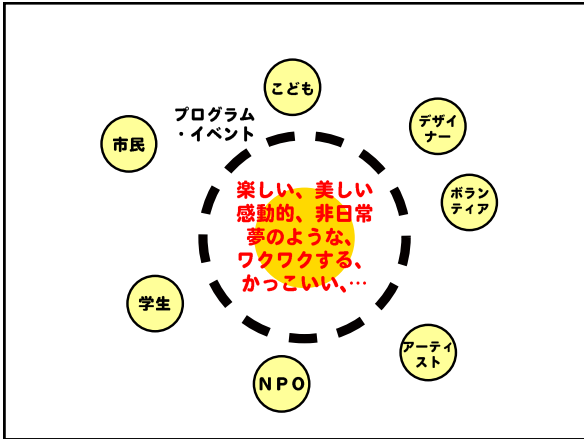 こども
プログラム
・イベント
デザイ
ナー
市民
ボラン
ティア
楽しい、美しい
感動的、非日常
夢のような、
ワクワクする、
かっこいい、…
学生
アーティ
スト
NPO